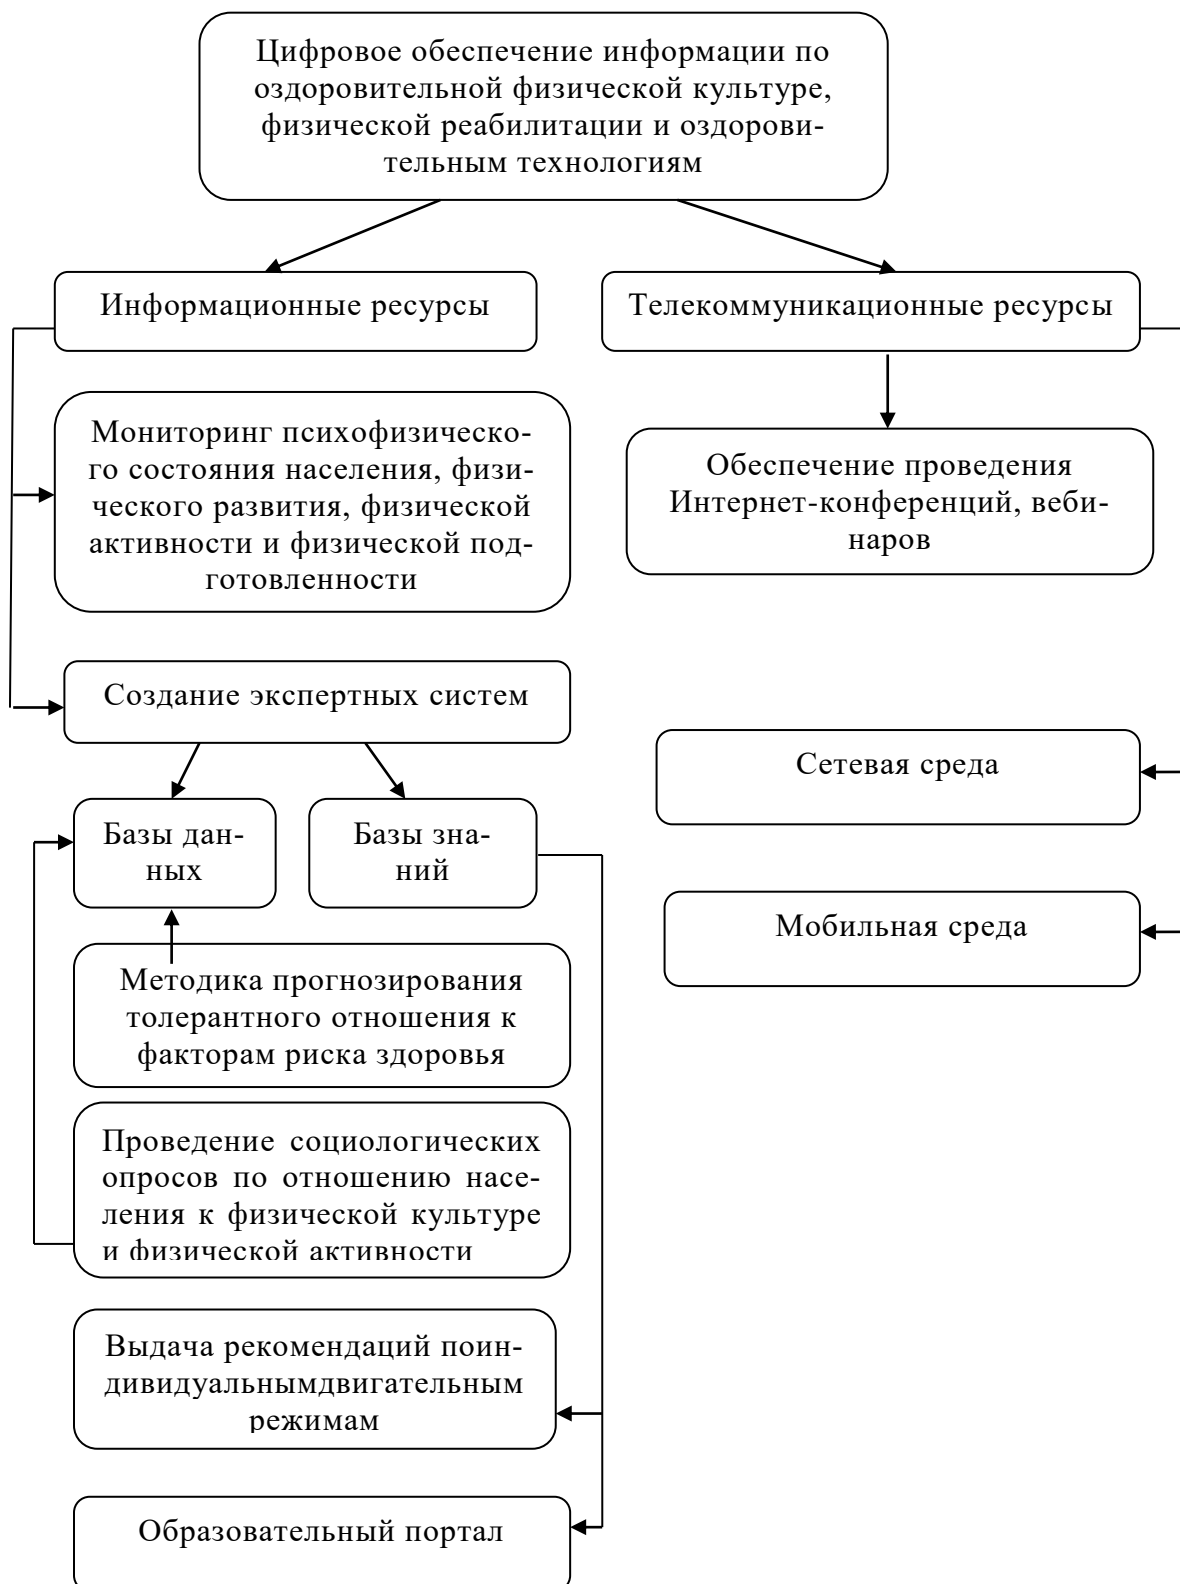 Цифровое обеспечение информации по
оздоровительной физической культуре,
физической реабилитации и оздорови-
тельным технологиям
Информационные ресурсы
Телекоммуникационные ресурсы
Мониторинг психофизическо-
го состояния населения, физи-
ческого развития, физической
активности и физической под-
готовленности
Обеспечение проведения
Интернет-конференций, веби-
наров
Создание экспертных систем
Сетевая среда
Базы дан-
ных
Базы зна-
ний
Мобильная среда
Методика прогнозирования
толерантного отношения к
факторам риска здоровья
Проведение социологических
опросов по отношению насе-
ления к физической культуре
и физической активности
Выдача рекомендаций поин-
дивидуальнымдвигательным
режимам
Образовательный портал